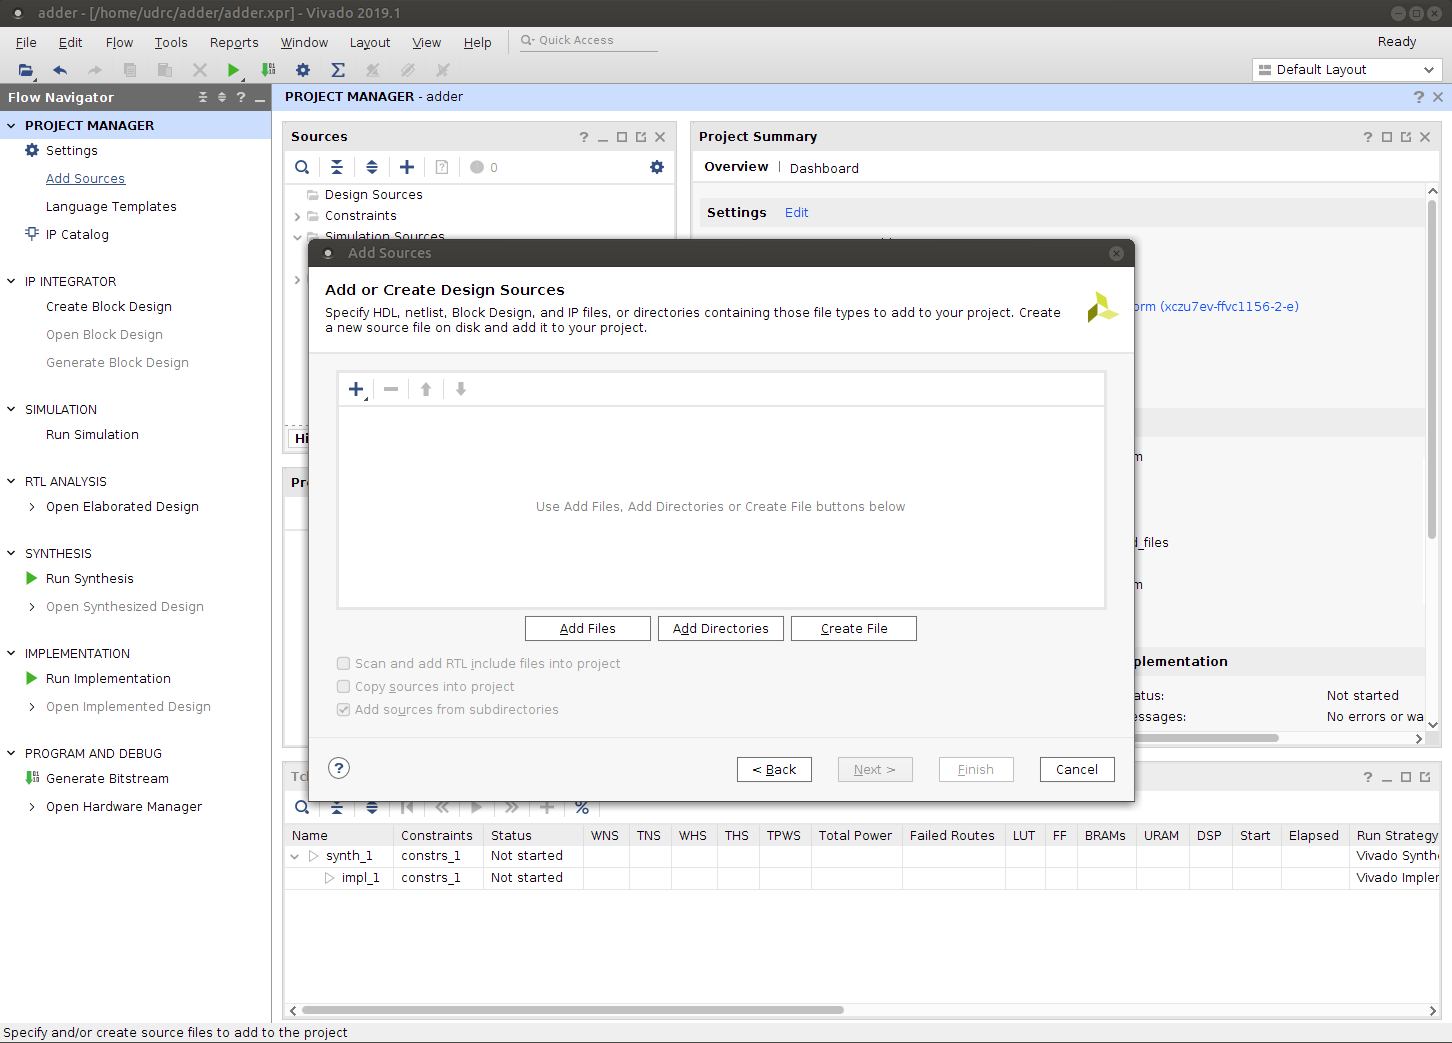 adder - [/home/udrc/adder/adder.xpr] - Vivado 2019.1
File Edit Flow Tools Reports Window Layout View Help Quick Access Ready
Default Layout
Flow Navigator
PROJECT MANAGER
Settings
Add Sources
Language Templates
IP Catalog
IP INTEGRATOR
Create Block Design
Open Block Design
Generate Block Design
SIMULATION
Run Simulation
RTL ANALYSIS
Open Elaborated Design
SYNTHESIS
Run Synthesis
Open Synthesized Design
IMPLEMENTATION
Run Implementation
Open Implemented Design
PROGRAM AND DEBUG
Generate Bitstream
Open Hardware Manager
PROJECT MANAGER - adder
Sources
0
Design Sources
Constraints
Simulation Sources
Hi
Pr
Project Summary
Overview | Dashboard
Settings Edit
orm (xczu7ev-ffvc1156-2-e)
m
d_files
m
plementation
atus: Not started
essages: No errors or wa
Add Sources
Add or Create Design Sources
Specify HDL, netlist, Block Design, and IP files, or directories containing those file types to add to your project. Create
a new source file on disk and add it to your project.
Use Add Files, Add Directories or Create File buttons below
Add Files Add Directories Create File
Scan and add RTL include files into project
Copy sources into project
Add sources from subdirectories
? < Back Next > Finish Cancel
Tcl
Name Constraints Status WNS TNS WHS THS TPWS Total Power Failed Routes LUT FF BRAMs URAM DSP Start Elapsed Run Strategy
synth_1 constrs_1 Not started Vivado Synthe
impl_1 constrs_1 Not started Vivado Implem
Specify and/or create source files to add to the project